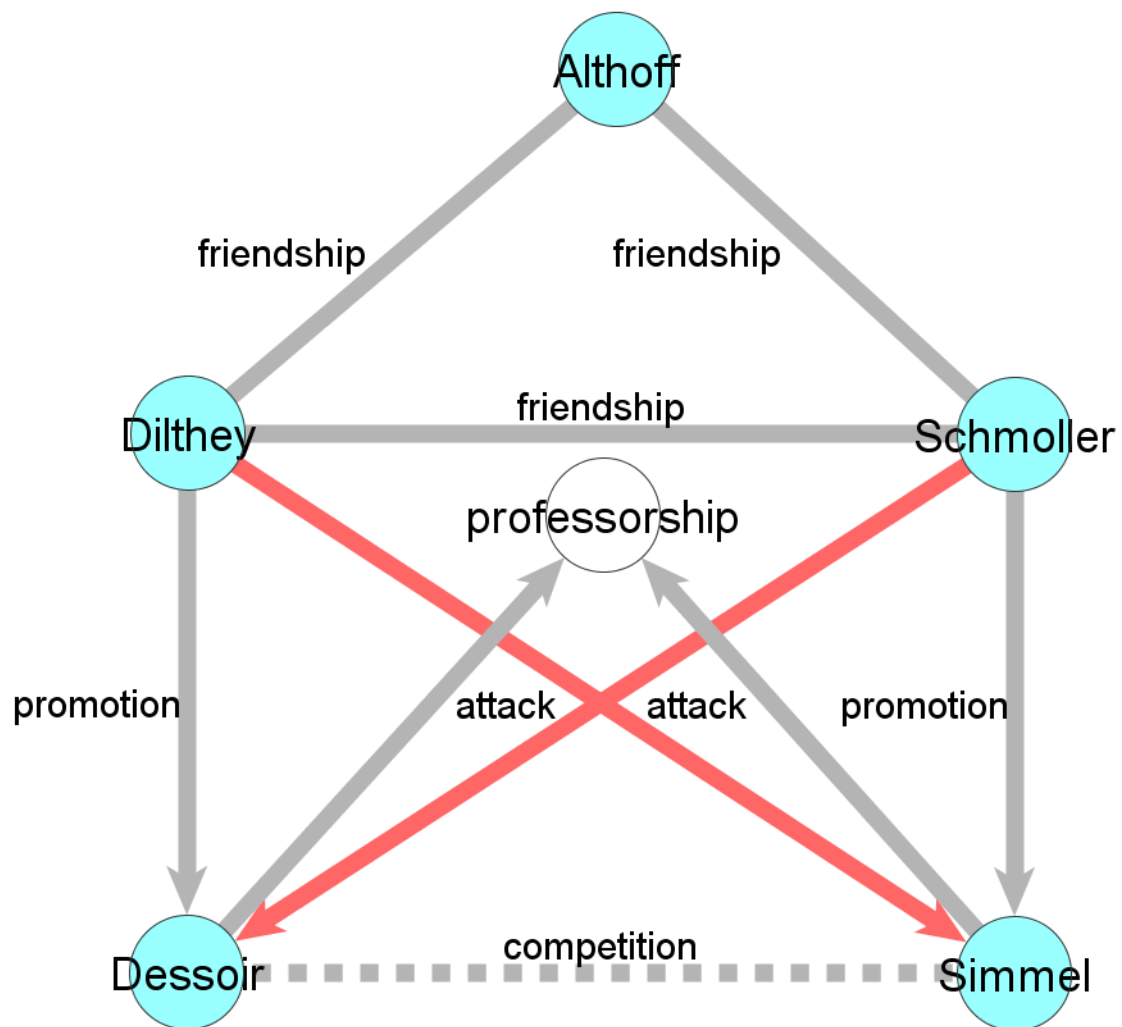 Althoff
friendship
friendship
friendship
Dilthey
Schmoller
professorship
promotion
attack
attack
promotion
competition
Dessoir
Simmel